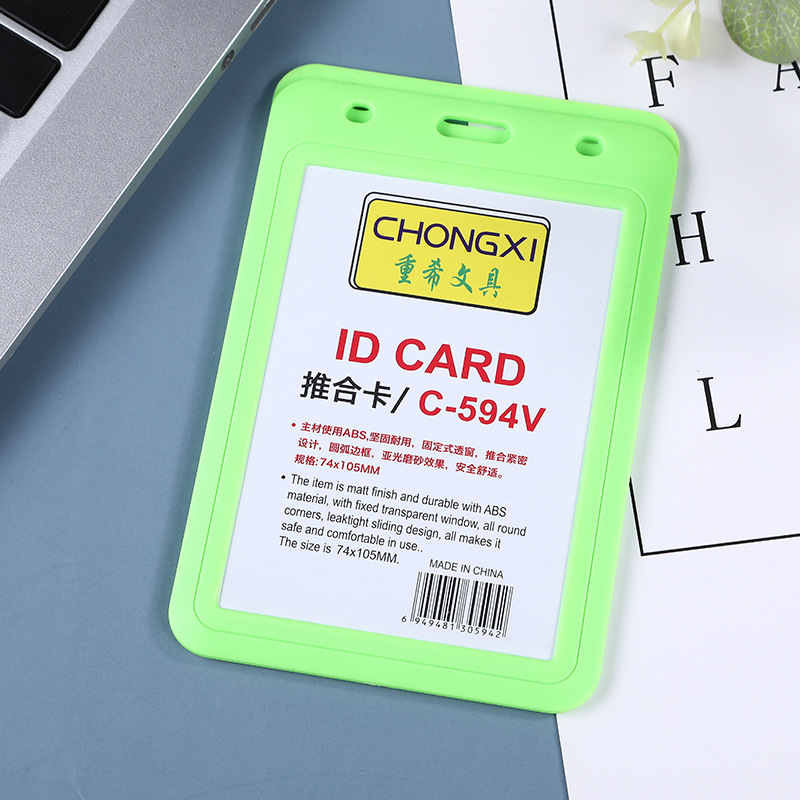 CHONGXI
重希文具
ID CARD
推合卡/ C-594V
• 主材使用ABS,坚固耐用，固定式透窗，推合紧密
设计，圆弧边框，亚光磨砂效果，安全舒适。
规格:74x105MM
• The item is matt finish and durable with ABS
material, with fixed transparent window, all round
corners, leaktight sliding design, all makes it
safe and comfortable in use..
The size is 74x105MM.
MADE IN CHINA
6 949481 305942
F A
H
L